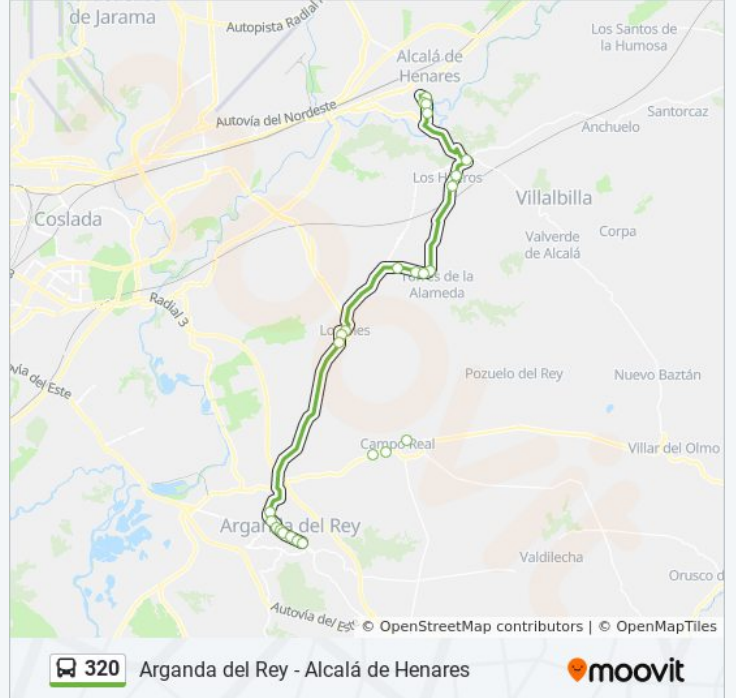 de Jarama
Autopista Radial
Los Santos de
la Humosa
Alcalá de
Henares
Autovía del Nordeste
Santorcaz
Anchuelo
Los Hueros
Villalbilla
Coslada
Corpa
Valverde
de Alcalá
Torres de la
Alameda
Radial 3
Loeches
Pozuelo del Rey
Nuevo Baztán
vía del Este
Campo Real
Villar del Olmo
Arganda del Rey
Valdilecha
Orusco d
Autovía del Est
© OpenStreetMap contributors | © OpenMapTiles
320 Arganda del Rey - Alcalá de Henares
moovit